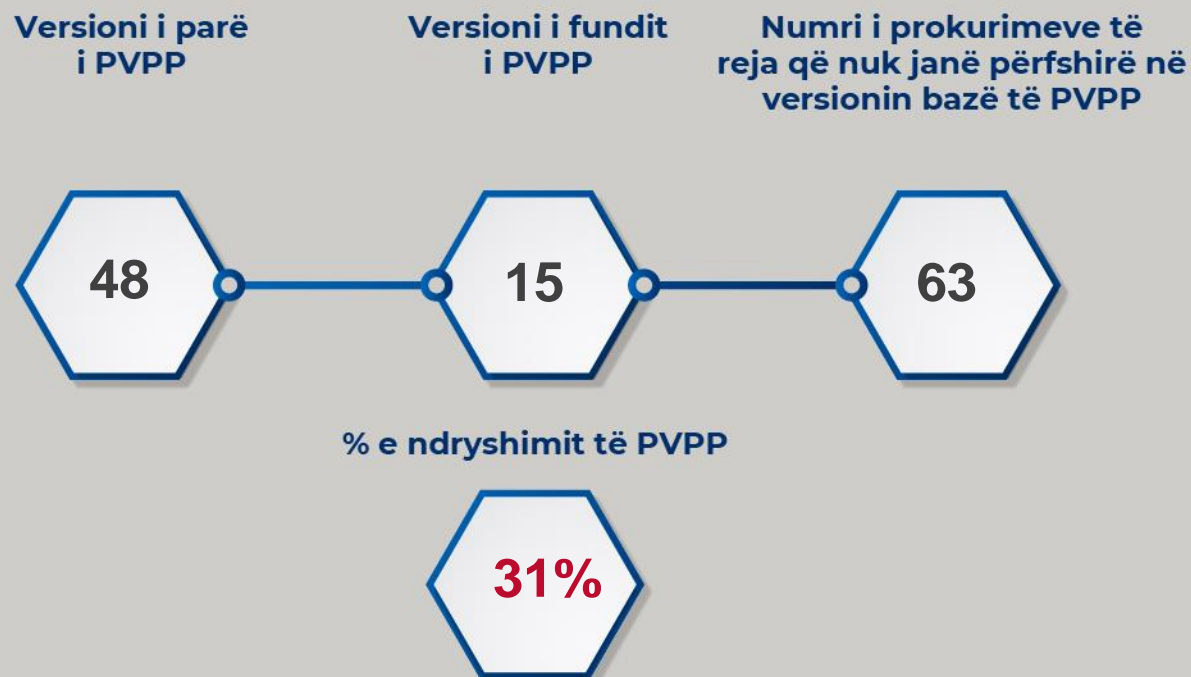 Versioni i parë
i PVPP
Versioni i fundit
i PVPP
Numri i prokurimeve të
reja që nuk janë përfshirë në
versionin bazë të PVPP
48
15
63
% e ndryshimit të PVPP
31%